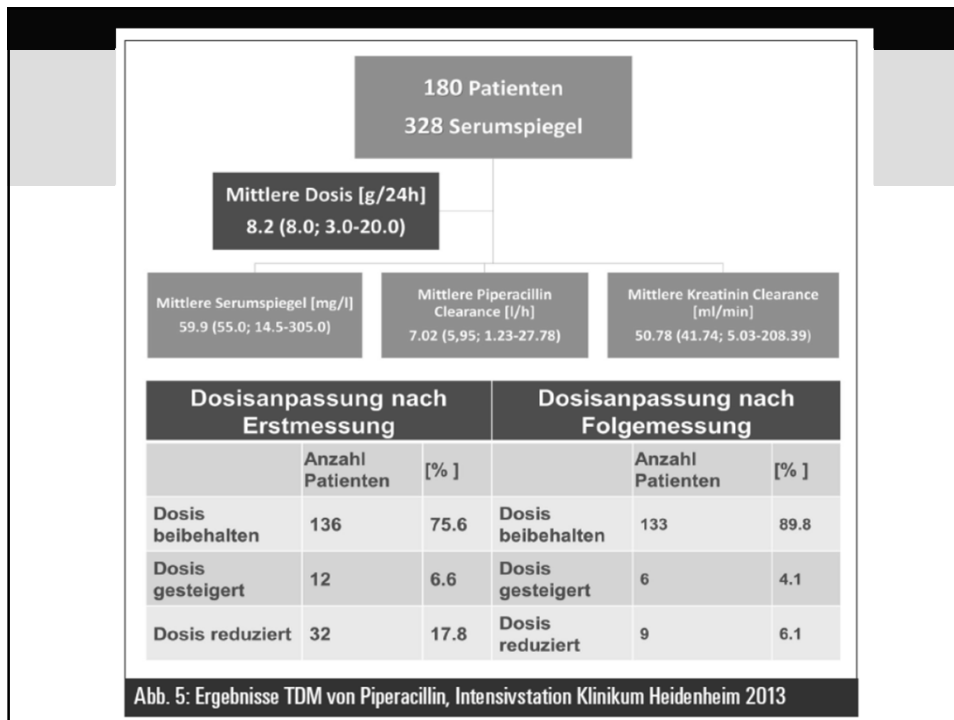 180 Patienten
328 Serumspiegel
Mittlere Dosis [g/24h]
8.2 (8.0; 3.0-20.0)
Mittlere Serumspiegel [mg/l]
59.9 (55.0; 14.5-305.0)
Mittlere Piperacillin
Clearance [l/h]
7.02 (5,95; 1.23-27.78)
Mittlere Kreatinin Clearance
[ml/min]
50.78 (41.74; 5.03-208.39)
Dosisanpassung nach
Erstmessung
Dosisanpassung nach
Folgemessung
Anzahl
Patienten
[% ]
Anzahl
Patienten
[% ]
Dosis
beibehalten
136
75.6
Dosis
beibehalten
133
89.8
Dosis
gesteigert
12
6.6
Dosis
gesteigert
6
4.1
Dosis reduziert
32
17.8
Dosis
reduziert
9
6.1
Abb. 5: Ergebnisse TDM von Piperacillin, Intensivstation Klinikum Heidenheim 2013